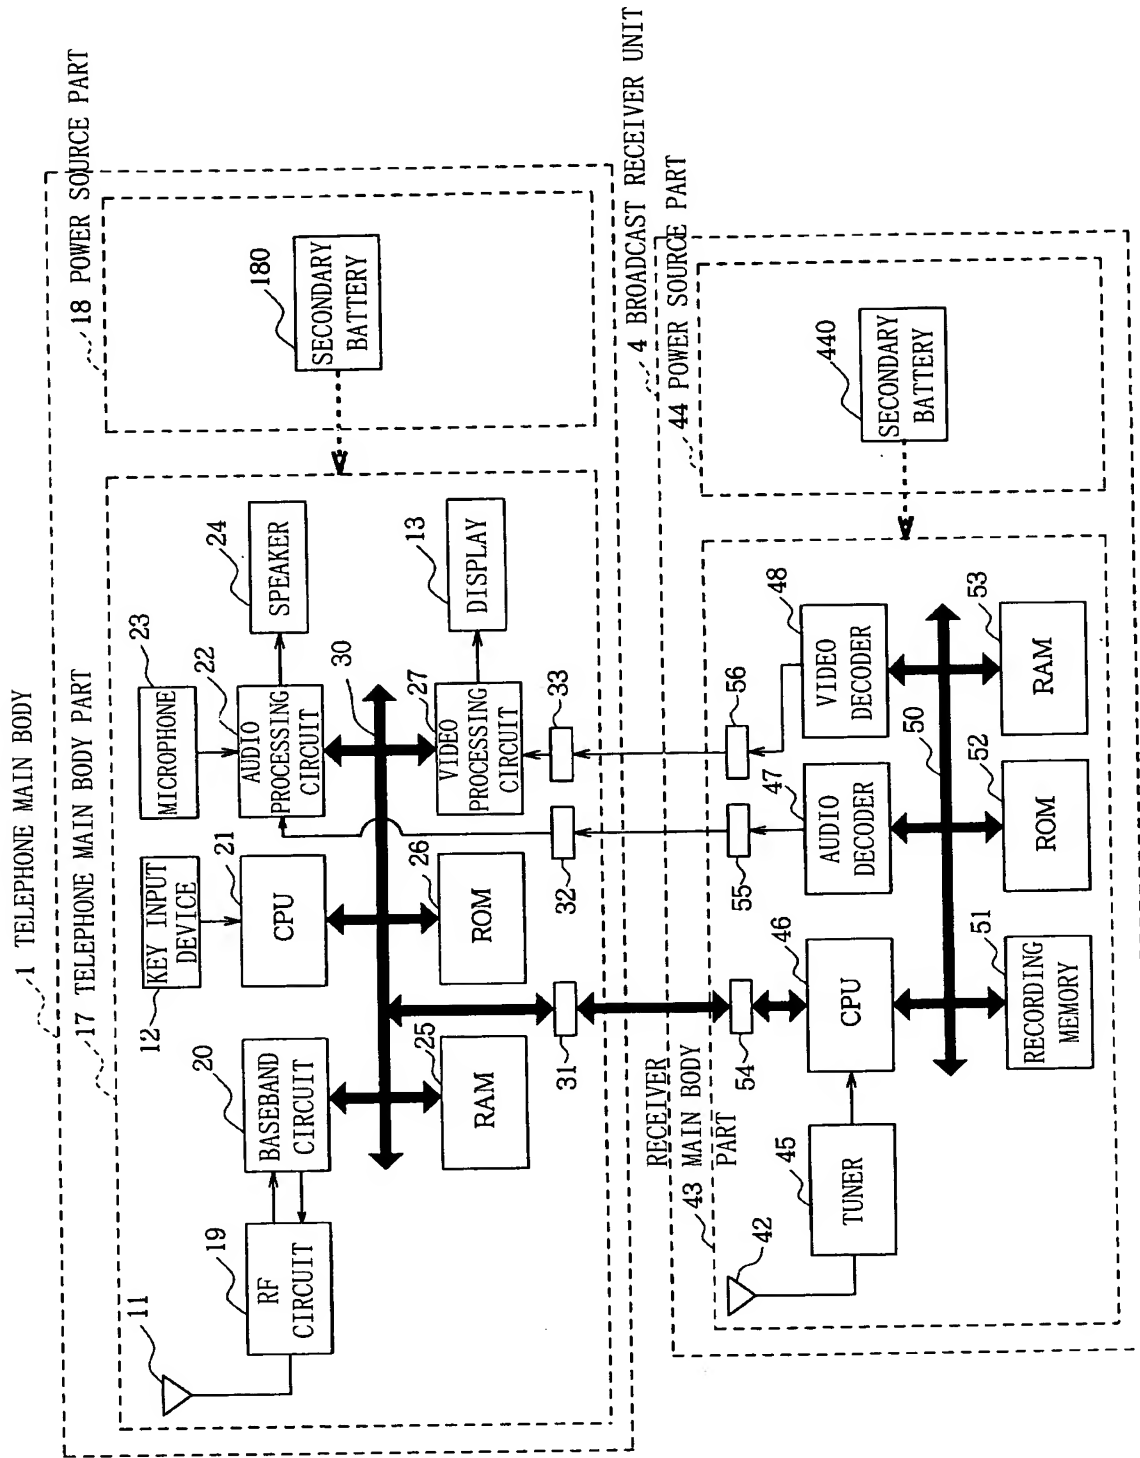 1 TELEPHONE MAIN BODY
17 TELEPHONE MAIN BODY PART
18 POWER SOURCE PART
11
19
RF
CIRCUIT
20
BASEBAND
CIRCUIT
12
KEY INPUT
DEVICE
21
CPU
23
MICROPHONE
22
AUDIO
PROCESSING
CIRCUIT
24
SPEAKER
180
SECONDARY
BATTERY
30
25
RAM
26
ROM
27
VIDEO
PROCESSING
CIRCUIT
13
DISPLAY
31
32
33
4 BROADCAST RECEIVER UNIT
44 POWER SOURCE PART
RECEIVER
43 MAIN BODY
PART
54
55
56
42
45
TUNER
46
CPU
47
AUDIO
DECODER
48
VIDEO
DECODER
440
SECONDARY
BATTERY
50
51
RECORDING
MEMORY
52
ROM
53
RAM